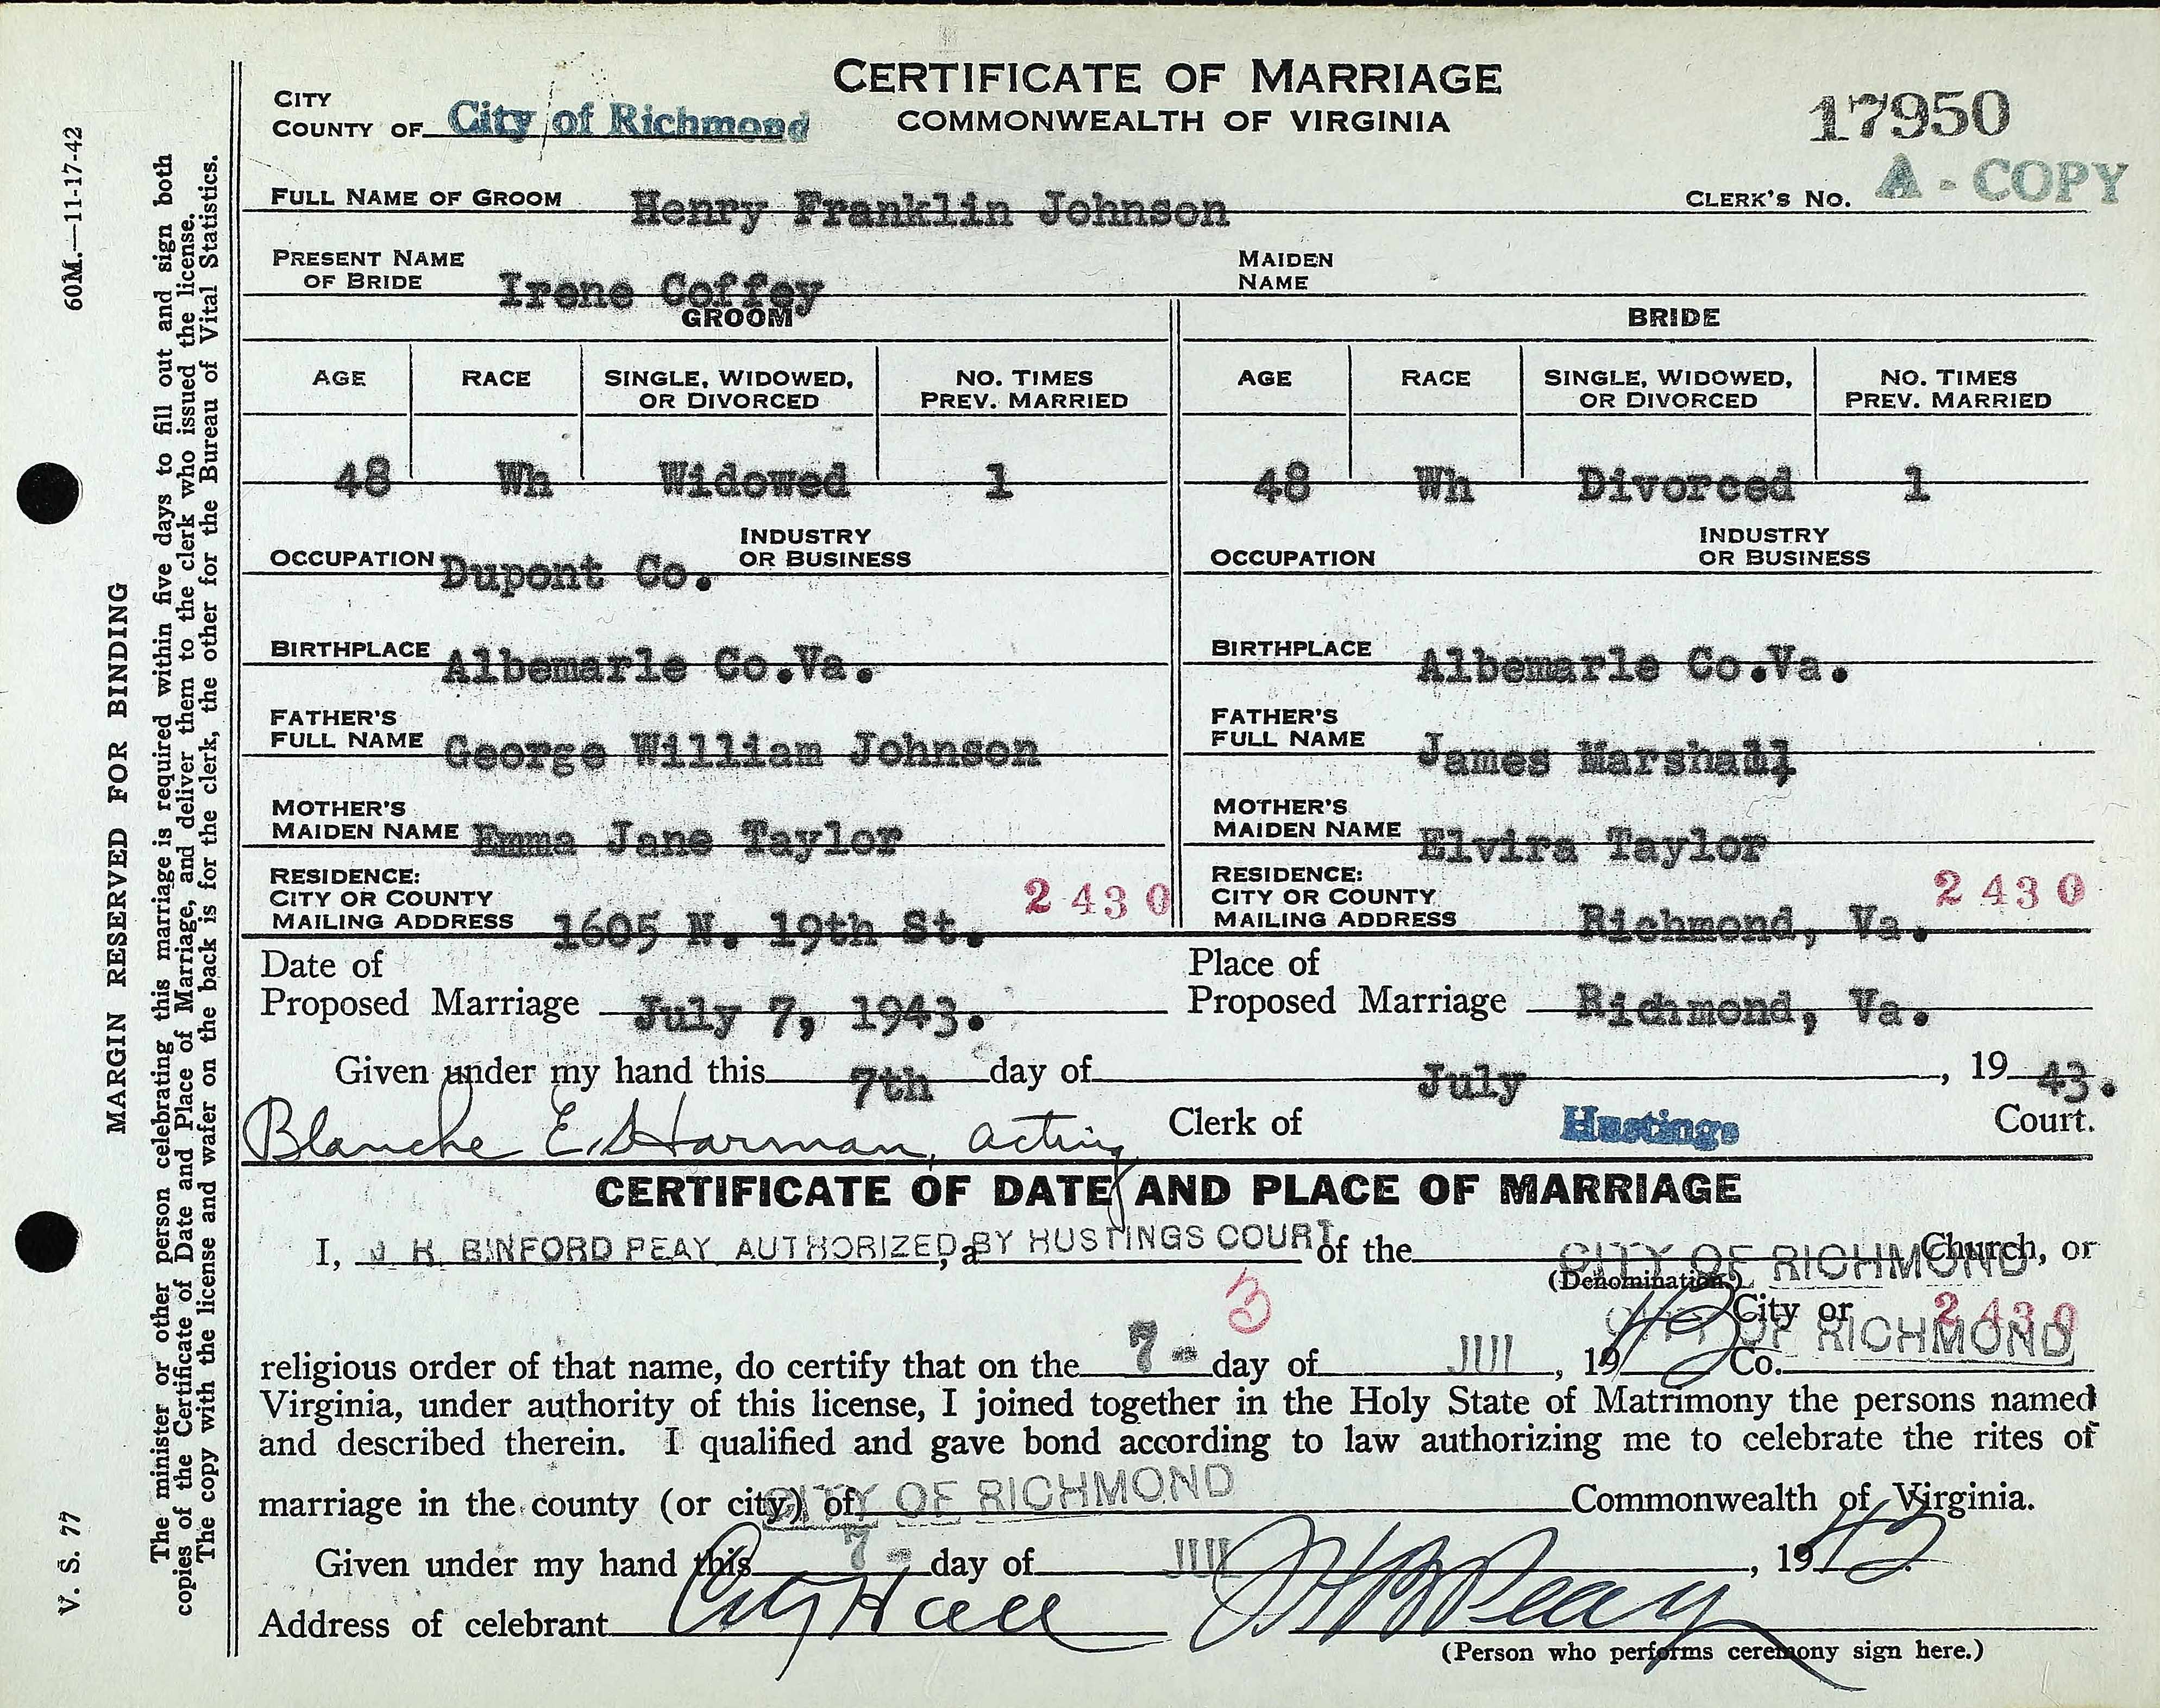 CERTIFICATE OF MARRIAGE
COMMONWEALTH OF VIRGINIA
CITY
COUNTY OF City of Richmond
17950
A - COPY
FULL NAME OF GROOM Henry Franklin Johnson CLERK'S NO.
PRESENT NAME OF BRIDE Irene Coffey MAIDEN NAME
GROOM BRIDE
AGE RACE SINGLE, WIDOWED, OR DIVORCED NO. TIMES PREV. MARRIED AGE RACE SINGLE, WIDOWED, OR DIVORCED NO. TIMES PREV. MARRIED
48 Wh Widowed 1 48 Wh Divorced 1
OCCUPATION Dupont Co. INDUSTRY OR BUSINESS OCCUPATION INDUSTRY OR BUSINESS
BIRTHPLACE Albemarle Co.Va. BIRTHPLACE Albemarle Co.Va.
FATHER'S FULL NAME George William Johnson FATHER'S FULL NAME James Marshall
MOTHER'S MAIDEN NAME Emma Jane Taylor MOTHER'S MAIDEN NAME Elvira Taylor
RESIDENCE: CITY OR COUNTY 2430 RESIDENCE: CITY OR COUNTY 2430
MAILING ADDRESS 1605 N. 19th St. MAILING ADDRESS Richmond, Va.
Date of Proposed Marriage July 7, 1943. Place of Proposed Marriage Richmond, Va.
Given under my hand this 7th day of July, 19 43.
Blanche E. Harman, acting Clerk of Hustings Court.
CERTIFICATE OF DATE AND PLACE OF MARRIAGE
I, J. H. BINFORD PEAY AUTHORIZED, a BY HUSTINGS COURT of the CITY OF RICHMOND Church, or
(Denomination.)
3 City or 2430
religious order of that name, do certify that on the 7- day of JUL, 1943 Co. CITY OF RICHMOND
Virginia, under authority of this license, I joined together in the Holy State of Matrimony the persons named
and described therein. I qualified and gave bond according to law authorizing me to celebrate the rites of
marriage in the county (or city) of CITY OF RICHMOND Commonwealth of Virginia.
Given under my hand this 7- day of JUL, 1943
Address of celebrant City Hall J H B Peay
(Person who performs ceremony sign here.)
60M.—11-17-42
MARGIN RESERVED FOR BINDING
V. S. 77
The minister or other person celebrating this marriage is required within five days to fill out and sign both
copies of the Certificate of Date and Place of Marriage, and deliver them to the clerk who issued the license.
The copy with the license and wafer on the back is for the clerk, the other for the Bureau of Vital Statistics.